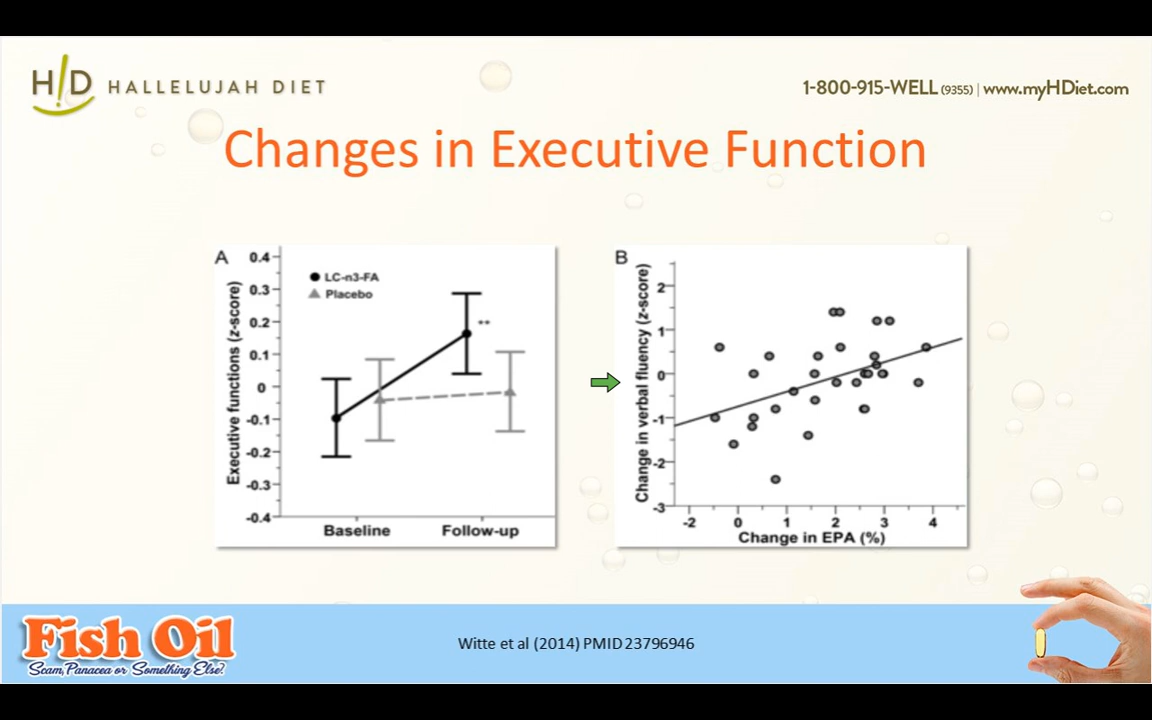 H!D HALLELUJAH DIET
1-800-915-WELL (9355) | www.myHDiet.com
Changes in Executive Function
A
Executive functions (z-score)
0.4
0.3
0.2
0.1
0
-0.1
-0.2
-0.3
-0.4
LC-n3-FA
Placebo
**
Baseline Follow-up
B
Change in verbal fluency (z-score)
2
1
0
-1
-2
-3
-2 0 1 2 3 4
Change in EPA (%)
Fish Oil
Scam, Panacea or Something Else?
Witte et al (2014) PMID 23796946